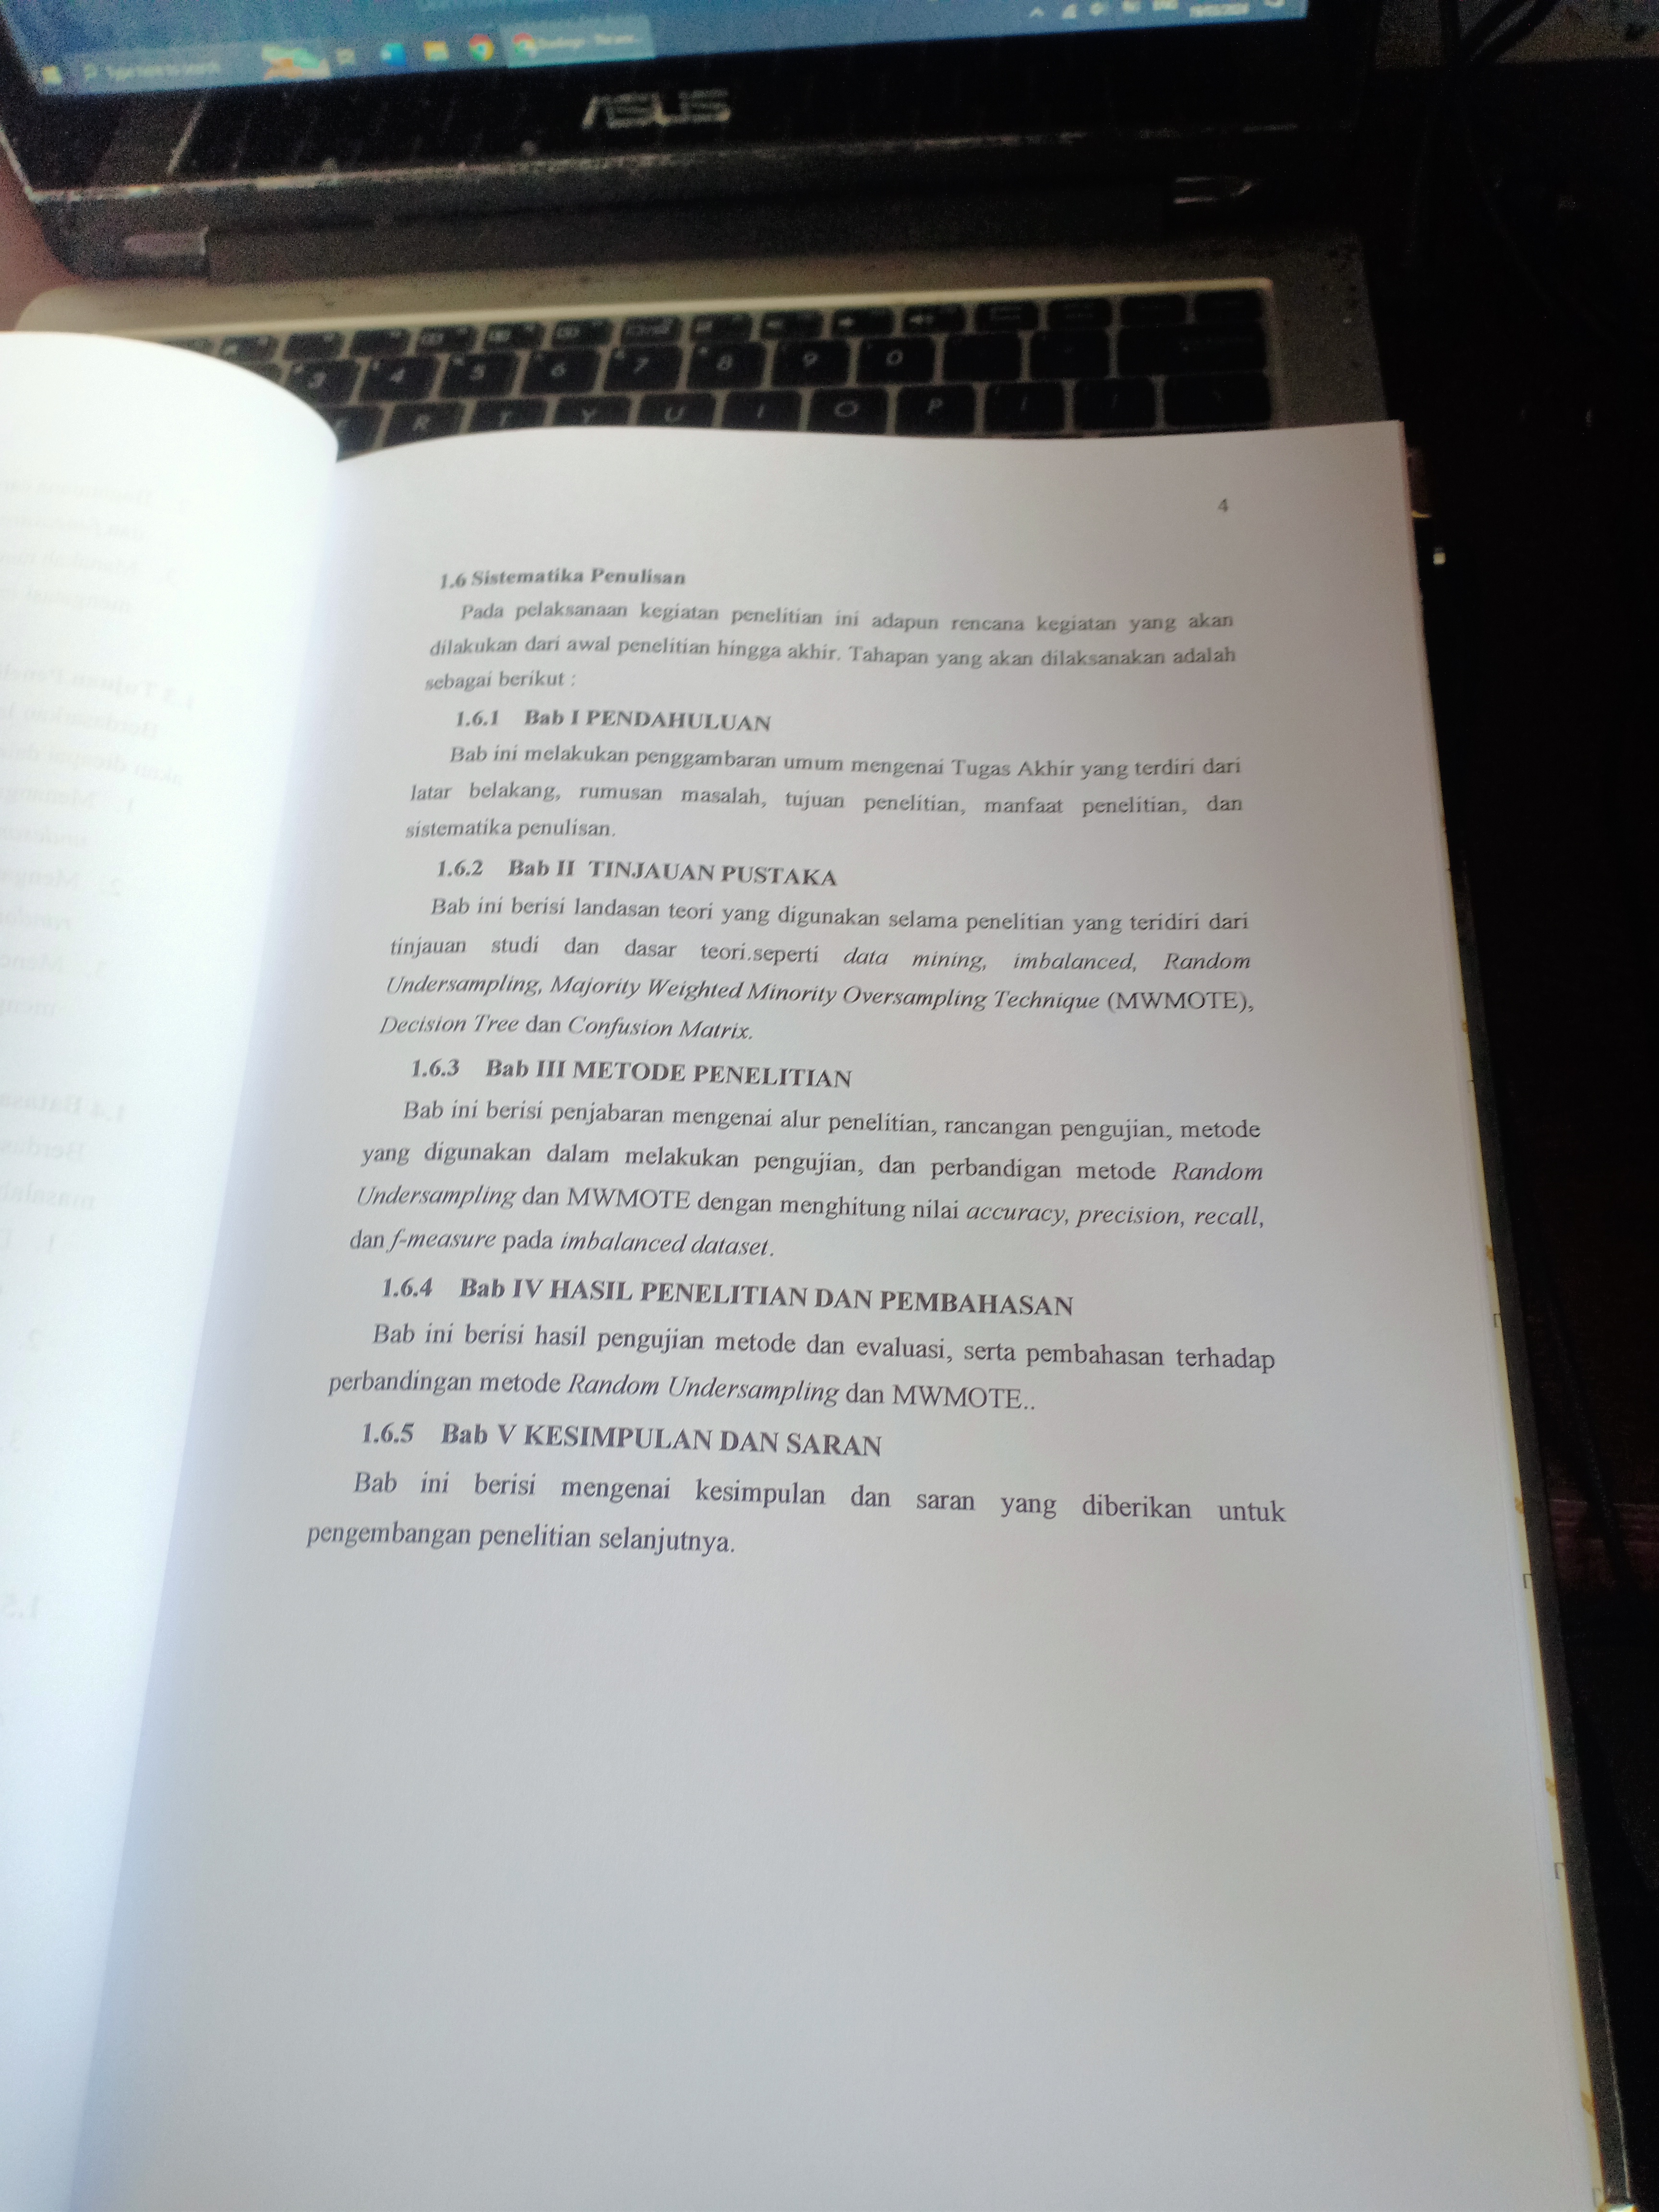 ASUS
3 4 5 6 7 8 9 0
R T Y U I O P
4
1.6 Sistematika Penulisan
Pada pelaksanaan kegiatan penelitian ini adapun rencana kegiatan yang akan
dilakukan dari awal penelitian hingga akhir. Tahapan yang akan dilaksanakan adalah
sebagai berikut :
1.6.1 Bab I PENDAHULUAN
Bab ini melakukan penggambaran umum mengenai Tugas Akhir yang terdiri dari
latar belakang, rumusan masalah, tujuan penelitian, manfaat penelitian, dan
sistematika penulisan.
1.6.2 Bab II TINJAUAN PUSTAKA
Bab ini berisi landasan teori yang digunakan selama penelitian yang teridiri dari
tinjauan studi dan dasar teori.seperti data mining, imbalanced, Random
Undersampling, Majority Weighted Minority Oversampling Technique (MWMOTE),
Decision Tree dan Confusion Matrix.
1.6.3 Bab III METODE PENELITIAN
Bab ini berisi penjabaran mengenai alur penelitian, rancangan pengujian, metode
yang digunakan dalam melakukan pengujian, dan perbandigan metode Random
Undersampling dan MWMOTE dengan menghitung nilai accuracy, precision, recall,
dan f-measure pada imbalanced dataset.
1.6.4 Bab IV HASIL PENELITIAN DAN PEMBAHASAN
Bab ini berisi hasil pengujian metode dan evaluasi, serta pembahasan terhadap
perbandingan metode Random Undersampling dan MWMOTE..
1.6.5 Bab V KESIMPULAN DAN SARAN
Bab ini berisi mengenai kesimpulan dan saran yang diberikan untuk
pengembangan penelitian selanjutnya.